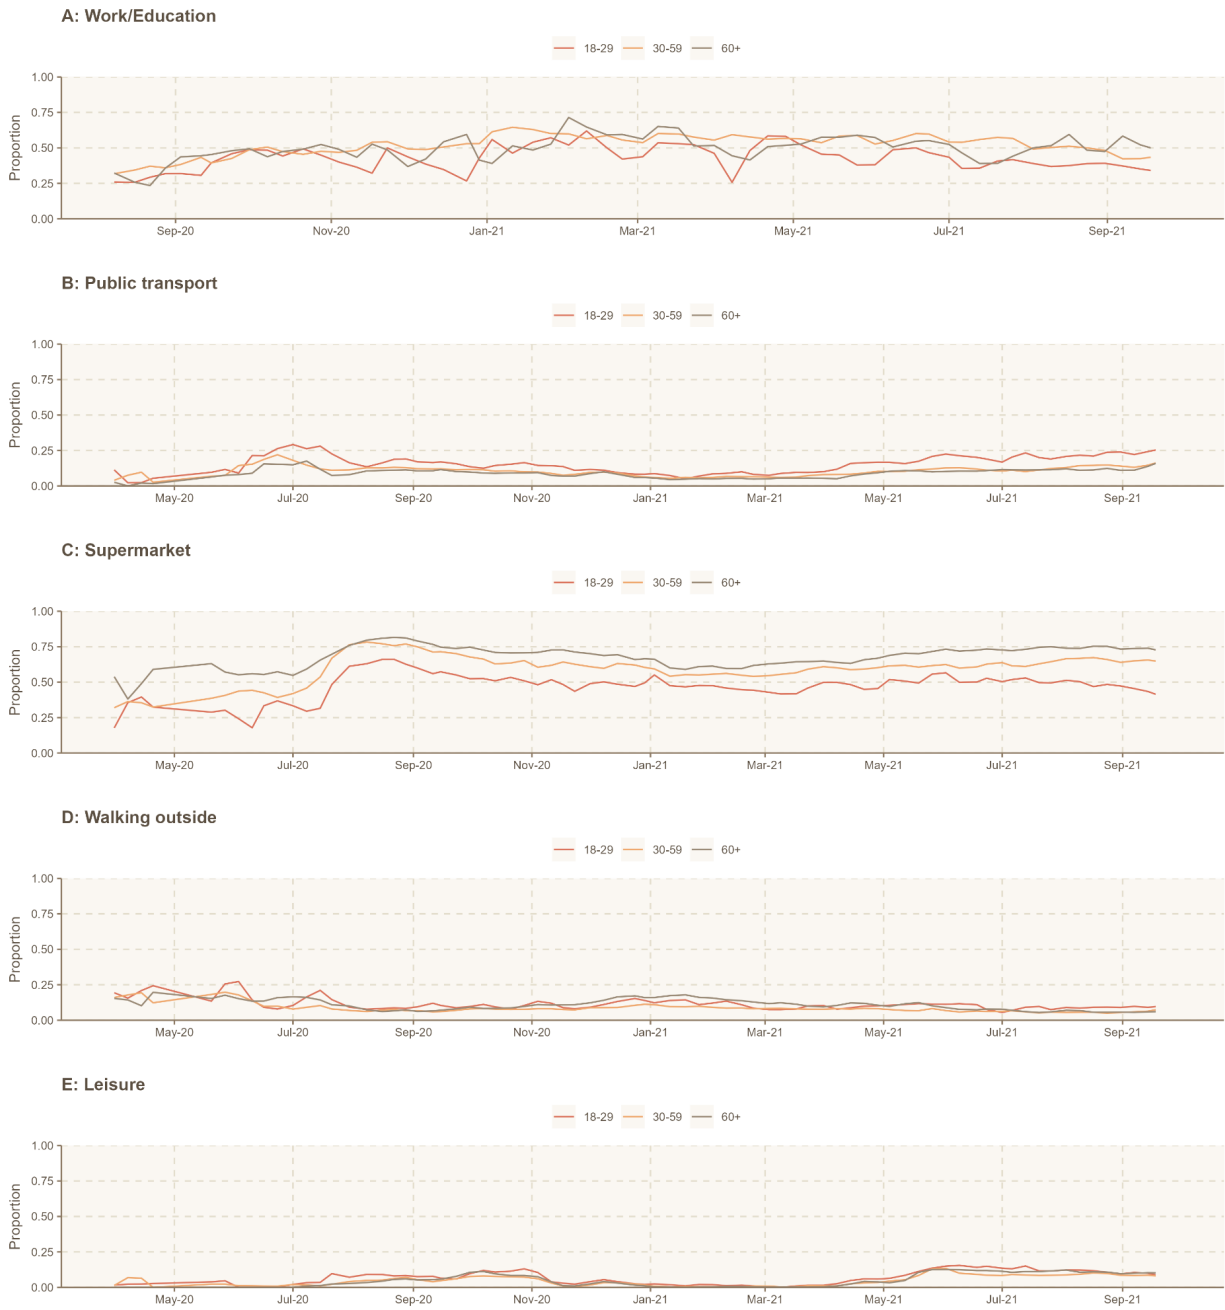 A: Work/Education
18-29 30-59 60+
1.00
0.75
0.50
0.25
0.00
Proportion
Sep-20 Nov-20 Jan-21 Mar-21 May-21 Jul-21 Sep-21
B: Public transport
18-29 30-59 60+
1.00
0.75
0.50
0.25
0.00
Proportion
May-20 Jul-20 Sep-20 Nov-20 Jan-21 Mar-21 May-21 Jul-21 Sep-21
C: Supermarket
18-29 30-59 60+
1.00
0.75
0.50
0.25
0.00
Proportion
May-20 Jul-20 Sep-20 Nov-20 Jan-21 Mar-21 May-21 Jul-21 Sep-21
D: Walking outside
18-29 30-59 60+
1.00
0.75
0.50
0.25
0.00
Proportion
May-20 Jul-20 Sep-20 Nov-20 Jan-21 Mar-21 May-21 Jul-21 Sep-21
E: Leisure
18-29 30-59 60+
1.00
0.75
0.50
0.25
0.00
Proportion
May-20 Jul-20 Sep-20 Nov-20 Jan-21 Mar-21 May-21 Jul-21 Sep-21